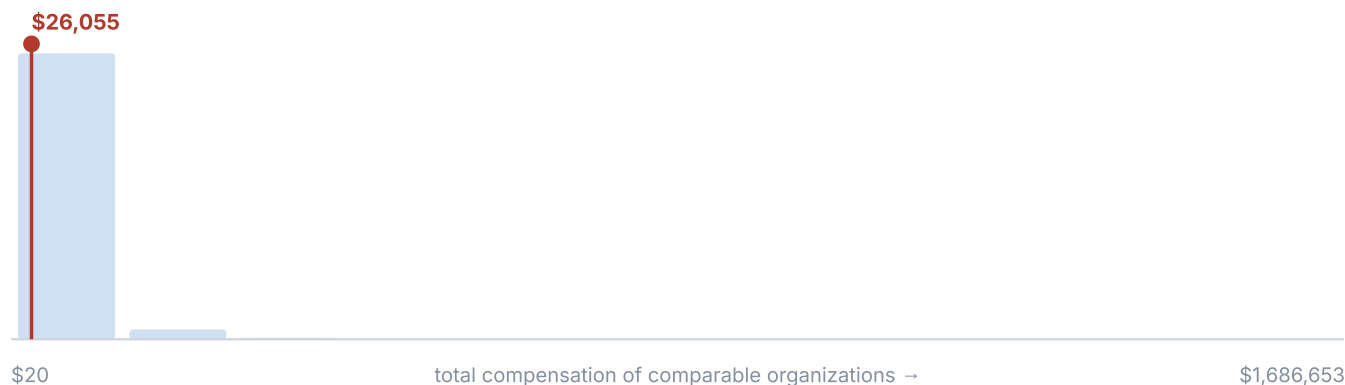 $26,055
$20 total compensation of comparable organizations → $1,686,653